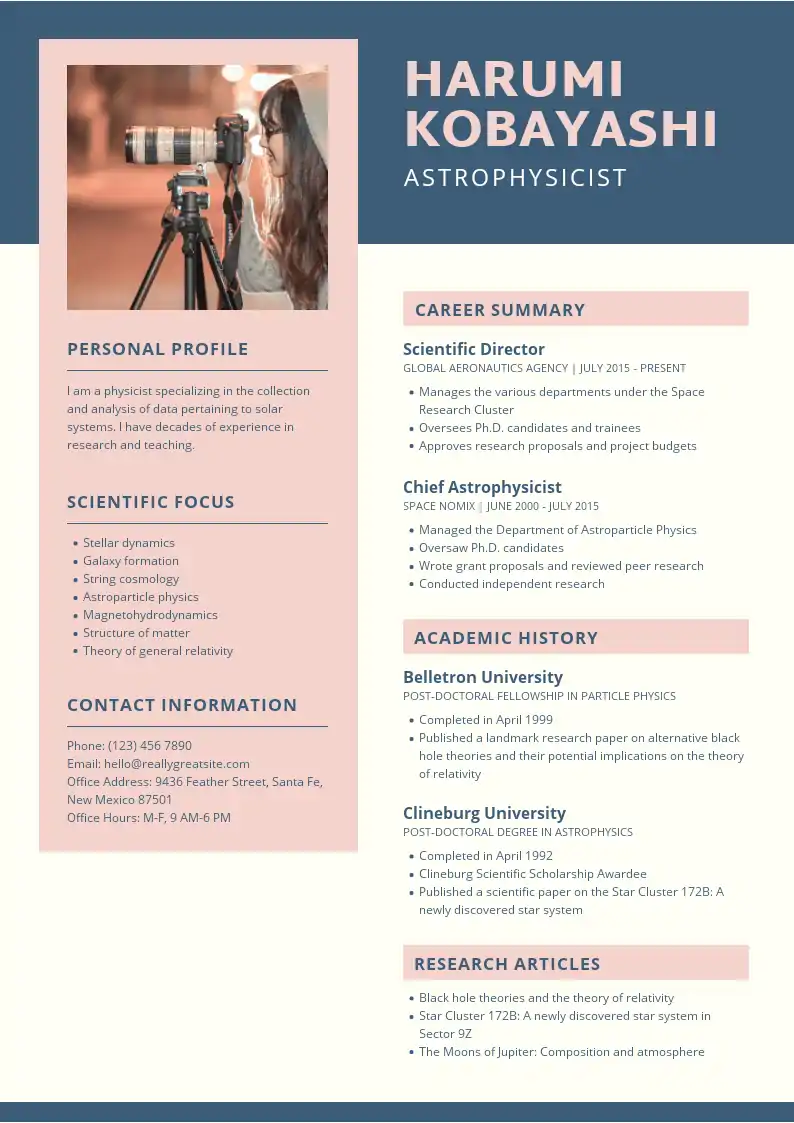 HARUMI
KOBAYASHI
ASTROPHYSICIST
PERSONAL PROFILE
I am a physicist specializing in the collection
and analysis of data pertaining to solar
systems. I have decades of experience in
research and teaching.
SCIENTIFIC FOCUS
• Stellar dynamics
• Galaxy formation
• String cosmology
• Astroparticle physics
• Magnetohydrodynamics
• Structure of matter
• Theory of general relativity
CONTACT INFORMATION
Phone: (123) 456 7890
Email: hello@reallygreatsite.com
Office Address: 9436 Feather Street, Santa Fe,
New Mexico 87501
Office Hours: M-F, 9 AM-6 PM
CAREER SUMMARY
Scientific Director
GLOBAL AERONAUTICS AGENCY | JULY 2015 - PRESENT
• Manages the various departments under the Space
Research Cluster
• Oversees Ph.D. candidates and trainees
• Approves research proposals and project budgets
Chief Astrophysicist
SPACE NOMIX | JUNE 2000 - JULY 2015
• Managed the Department of Astroparticle Physics
• Oversaw Ph.D. candidates
• Wrote grant proposals and reviewed peer research
• Conducted independent research
ACADEMIC HISTORY
Belletron University
POST-DOCTORAL FELLOWSHIP IN PARTICLE PHYSICS
• Completed in April 1999
• Published a landmark research paper on alternative black
hole theories and their potential implications on the theory
of relativity
Clineburg University
POST-DOCTORAL DEGREE IN ASTROPHYSICS
• Completed in April 1992
• Clineburg Scientific Scholarship Awardee
• Published a scientific paper on the Star Cluster 172B: A
newly discovered star system
RESEARCH ARTICLES
• Black hole theories and the theory of relativity
• Star Cluster 172B: A newly discovered star system in
Sector 9Z
• The Moons of Jupiter: Composition and atmosphere